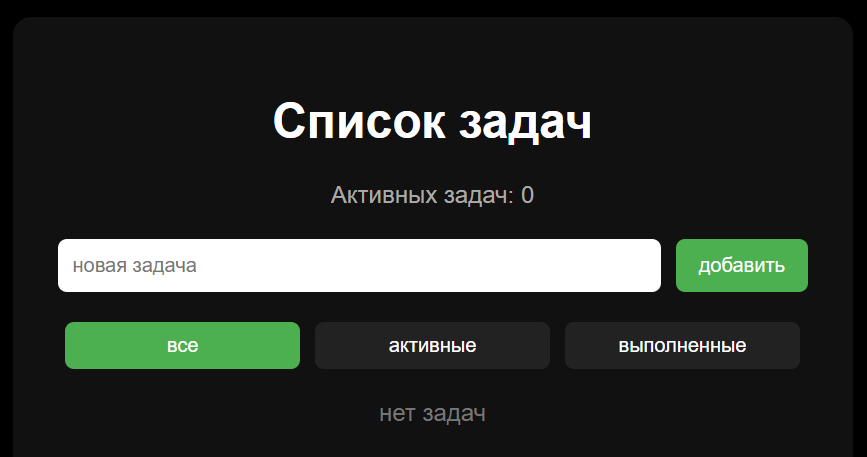 Список задач
Активных задач: 0
новая задача добавить
все активные выполненные
нет задач